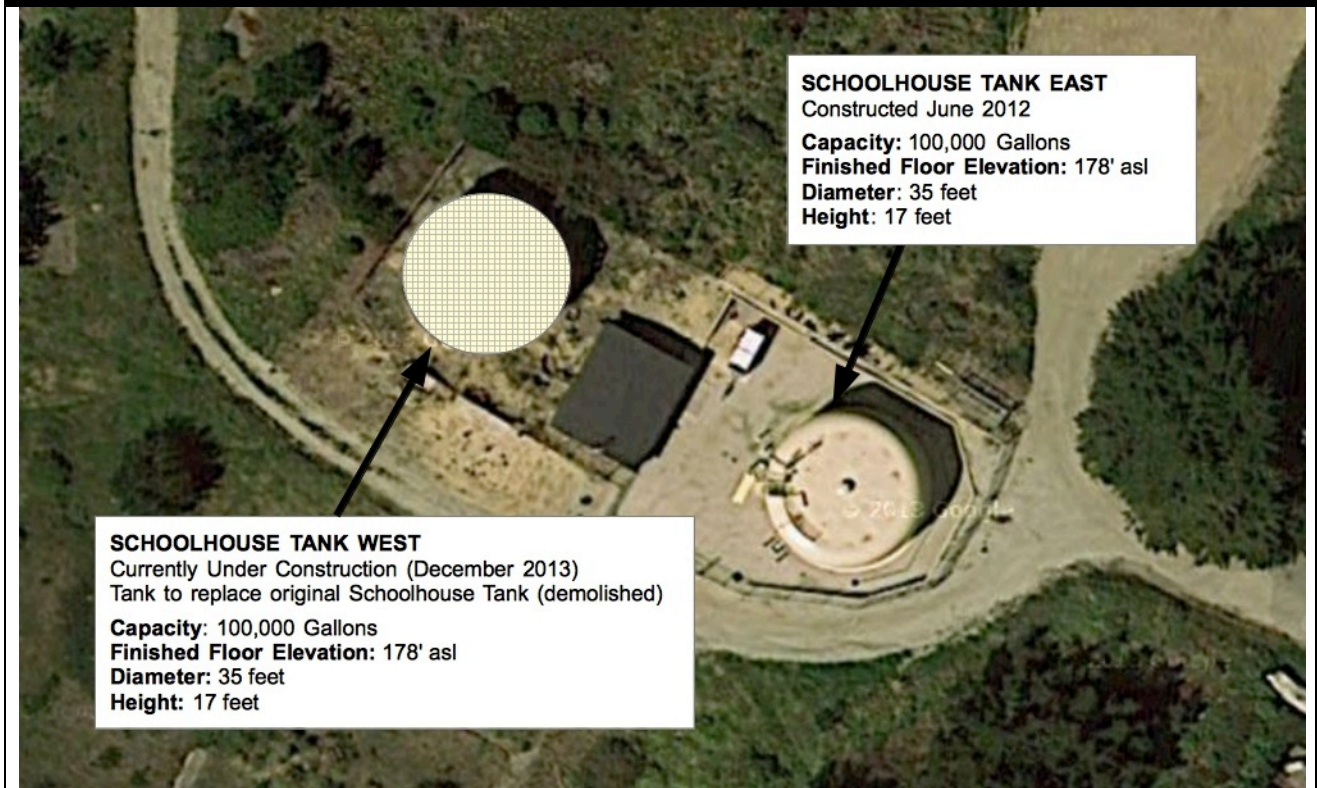 SCHOOLHOUSE TANK EAST
Constructed June 2012
Capacity: 100,000 Gallons
Finished Floor Elevation: 178' asl
Diameter: 35 feet
Height: 17 feet
© 2013 Google
SCHOOLHOUSE TANK WEST
Currently Under Construction (December 2013)
Tank to replace original Schoolhouse Tank (demolished)
Capacity: 100,000 Gallons
Finished Floor Elevation: 178' asl
Diameter: 35 feet
Height: 17 feet